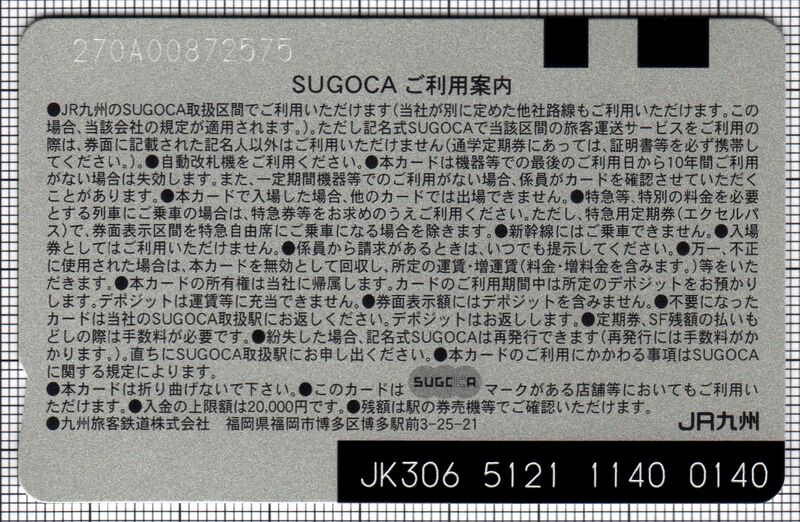 270A00872575
SUGOCA ご利用案内
●JR九州のSUGOCA取扱区間でご利用いただけます(当社が別に定めた他社路線もご利用いただけます。この
場合、当該会社の規定が適用されます。)。ただし記名式SUGOCAで当該区間の旅客運送サービスをご利用の
際は、券面に記載された記名人以外はご利用いただけません(通学定期券にあっては、証明書等を必ず携帯し
てください。)。●自動改札機をご利用ください。●本カードは機器等での最後のご利用日から10年間ご利用
がない場合は失効します。また、一定期間機器等でのご利用がない場合、係員がカードを確認させていただく
ことがあります。●本カードで入場した場合、他のカードでは出場できません。●特急等、特別の料金を必要
とする列車にご乗車の場合は、特急券等をお求めのうえご利用ください。ただし、特急用定期券(エクセルパ
ス)で、券面表示区間を特急自由席にご乗車になる場合を除きます。●新幹線にはご乗車できません。●入場
券としてはご利用いただけません。●係員から請求があるときは、いつでも提示してください。●万一、不正
に使用された場合は、本カードを無効として回収し、所定の運賃・増運賃(料金・増料金を含みます。)等をいた
だきます。●本カードの所有権は当社に帰属します。カードのご利用期間中は所定のデポジットをお預かり
します。デポジットは運賃等に充当できません。●券面表示額にはデポジットを含みません。●不要になった
カードは当社のSUGOCA取扱駅にお返しください。デポジットはお返しします。●定期券、SF残額の払いも
どしの際は手数料が必要です。●紛失した場合、記名式SUGOCAは再発行できます(再発行には手数料がか
かります。)。直ちにSUGOCA取扱駅にお申し出ください。●本カードのご利用にかかわる事項はSUGOCA
に関する規定によります。
●本カードは折り曲げないで下さい。●このカードは SUGOCA マークがある店舗等においてもご利用い
ただけます。●入金の上限額は20,000円です。●残額は駅の券売機等でご確認いただけます。
●九州旅客鉄道株式会社 福岡県福岡市博多区博多駅前3-25-21
JR九州
JK306 5121 1140 0140